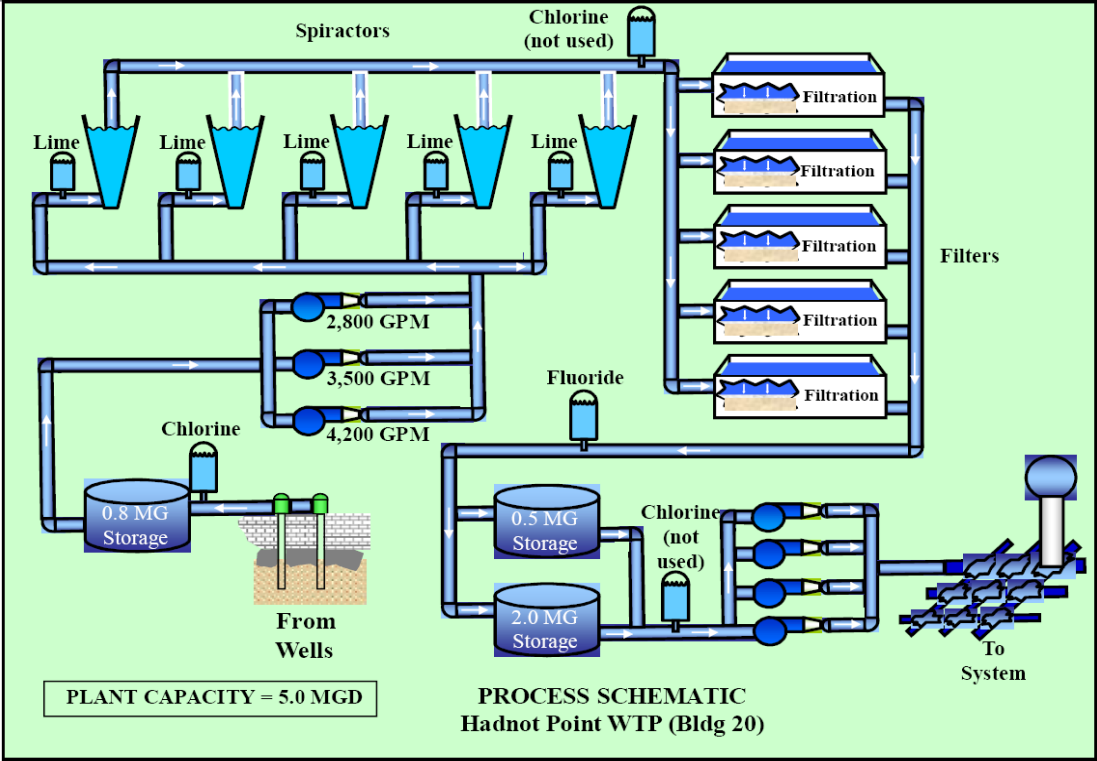 Spiractors
Chlorine
(not used)
Lime
Lime
Lime
Lime
Lime
Filtration
Filtration
Filtration
Filtration
Filtration
Filters
2,800 GPM
3,500 GPM
4,200 GPM
Chlorine
0.8 MG
Storage
From
Wells
Fluoride
0.5 MG
Storage
2.0 MG
Storage
Chlorine
(not
used)
To
System
PLANT CAPACITY = 5.0 MGD
PROCESS SCHEMATIC
Hadnot Point WTP (Bldg 20)